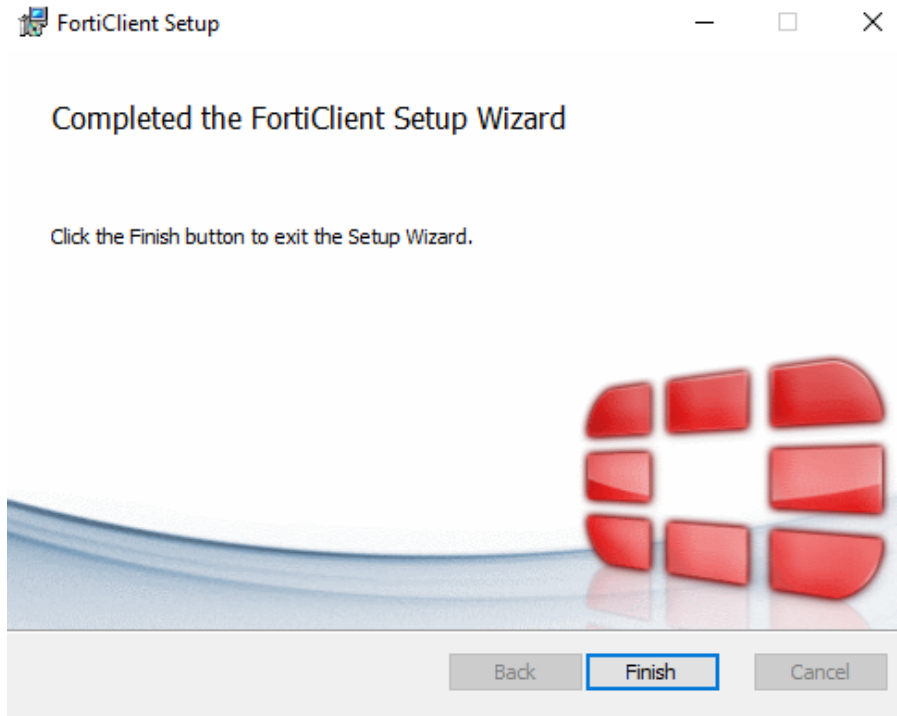 FortiClient Setup
Completed the FortiClient Setup Wizard
Click the Finish button to exit the Setup Wizard.
Back Finish Cancel